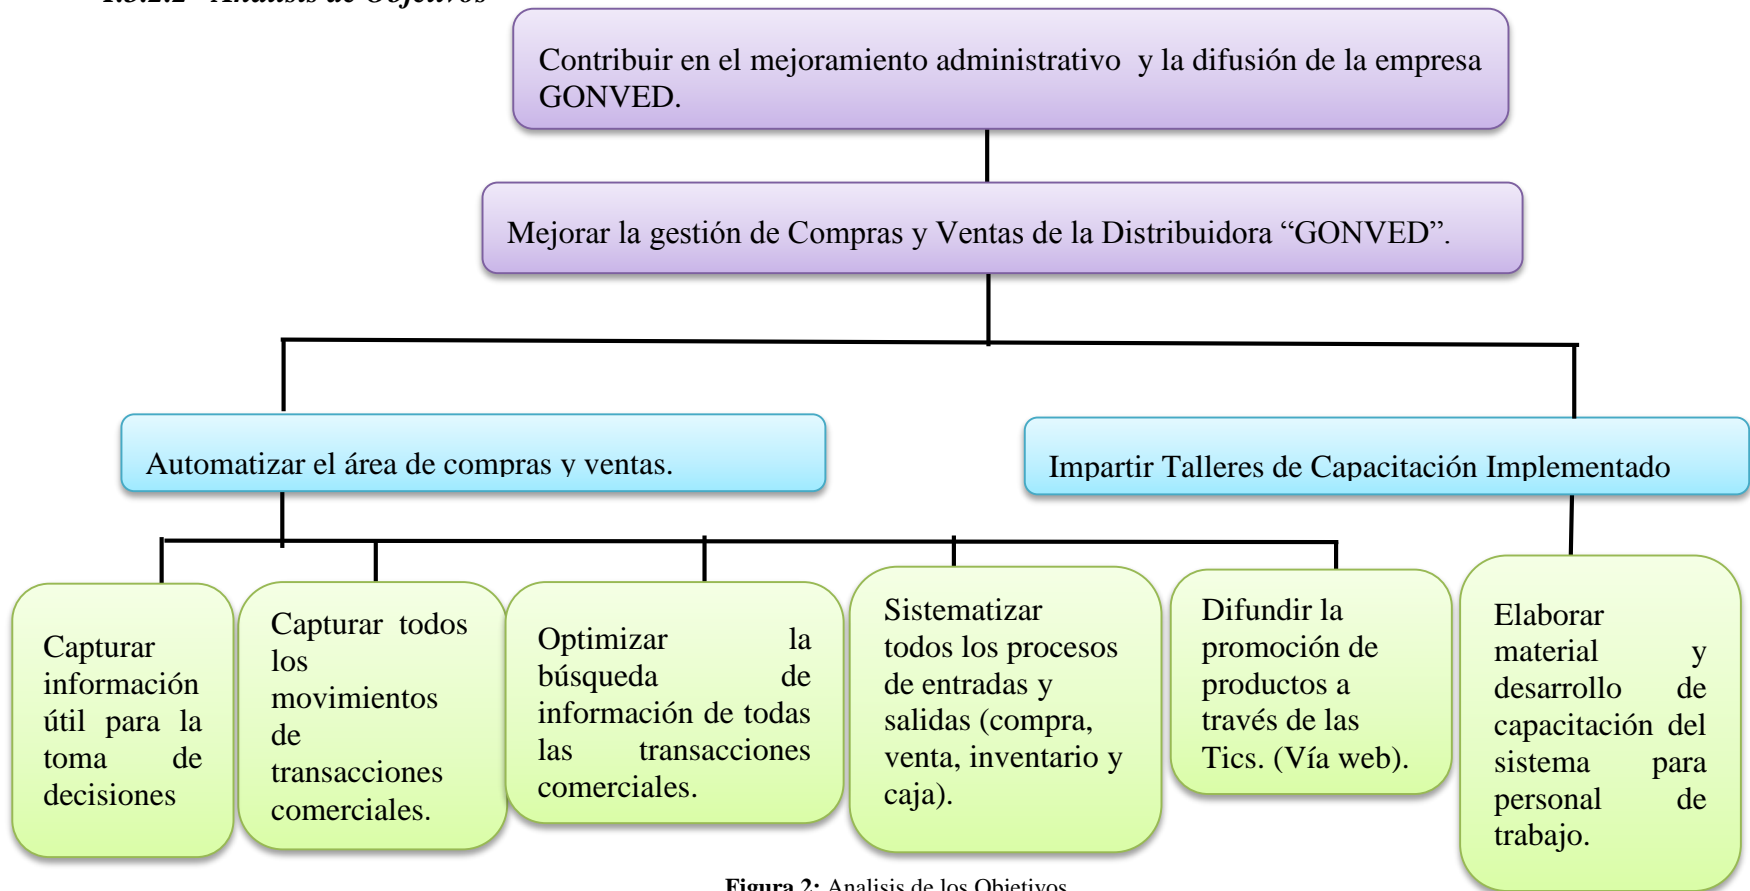 Analisis de Objetivos
Contribuir en el mejoramiento administrativo y la difusión de la empresa
GONVED.
Mejorar la gestión de Compras y Ventas de la Distribuidora “GONVED”.
Automatizar el área de compras y ventas.
Impartir Talleres de Capacitación Implementado
Capturar
información
útil para la
toma de
decisiones
Capturar todos
los
movimientos
de
transacciones
comerciales.
Optimizar la
búsqueda de
información de todas
las transacciones
comerciales.
Sistematizar
todos los procesos
de entradas y
salidas (compra,
venta, inventario y
caja).
Difundir la
promoción de
productos a
través de las
Tics. (Vía web).
Elaborar
material y
desarrollo de
capacitación del
sistema para
personal de
trabajo.
Figura 2: Analisis de los Objetivos